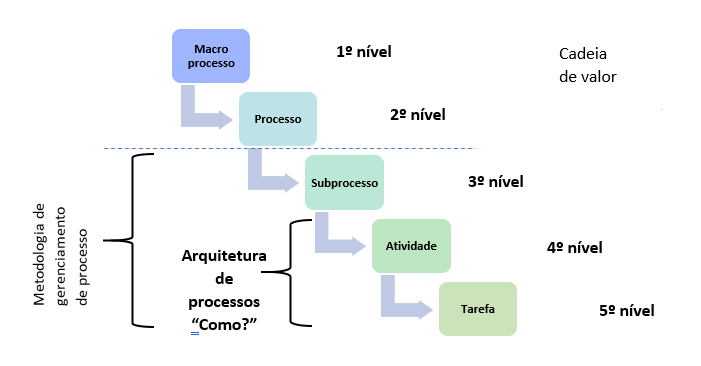 Macro
processo
1º nível
Cadeia
de valor
Processo
2º nível
Subprocesso
3º nível
Metodologia de
gerenciamento
de processo
Arquitetura
de
processos
“Como?”
Atividade
4º nível
Tarefa
5º nível